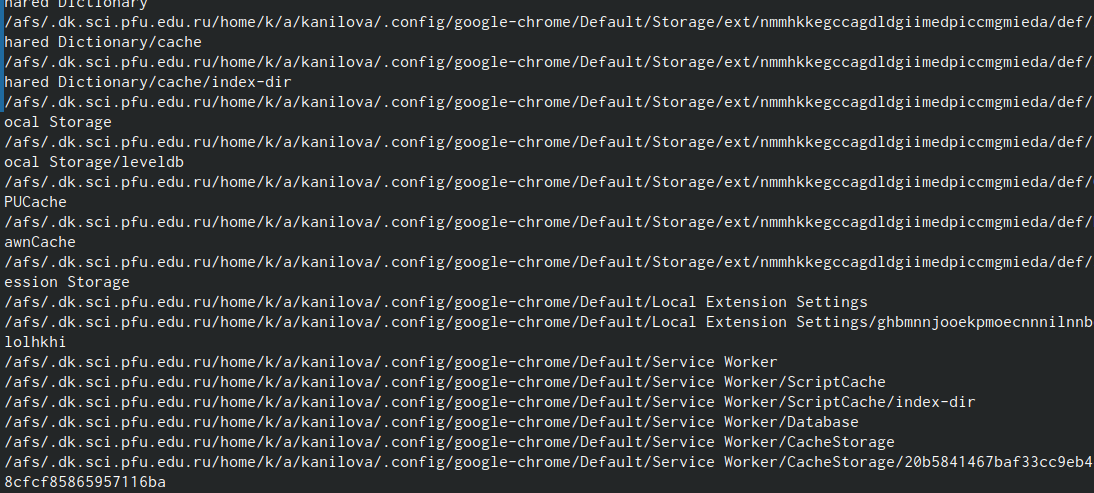 hared Dictionary
/afs/.dk.sci.pfu.edu.ru/home/k/a/kanilova/.config/google-chrome/Default/Storage/ext/nmmhkkegccagdldgiimedpiccmgmieda/def/
hared Dictionary/cache
/afs/.dk.sci.pfu.edu.ru/home/k/a/kanilova/.config/google-chrome/Default/Storage/ext/nmmhkkegccagdldgiimedpiccmgmieda/def/
hared Dictionary/cache/index-dir
/afs/.dk.sci.pfu.edu.ru/home/k/a/kanilova/.config/google-chrome/Default/Storage/ext/nmmhkkegccagdldgiimedpiccmgmieda/def/
ocal Storage
/afs/.dk.sci.pfu.edu.ru/home/k/a/kanilova/.config/google-chrome/Default/Storage/ext/nmmhkkegccagdldgiimedpiccmgmieda/def/
ocal Storage/leveldb
/afs/.dk.sci.pfu.edu.ru/home/k/a/kanilova/.config/google-chrome/Default/Storage/ext/nmmhkkegccagdldgiimedpiccmgmieda/def/
PUCache
/afs/.dk.sci.pfu.edu.ru/home/k/a/kanilova/.config/google-chrome/Default/Storage/ext/nmmhkkegccagdldgiimedpiccmgmieda/def/
awnCache
/afs/.dk.sci.pfu.edu.ru/home/k/a/kanilova/.config/google-chrome/Default/Storage/ext/nmmhkkegccagdldgiimedpiccmgmieda/def/
ession Storage
/afs/.dk.sci.pfu.edu.ru/home/k/a/kanilova/.config/google-chrome/Default/Local Extension Settings
/afs/.dk.sci.pfu.edu.ru/home/k/a/kanilova/.config/google-chrome/Default/Local Extension Settings/ghbmnnjooekpmoecnnnilnnb
lolhkhi
/afs/.dk.sci.pfu.edu.ru/home/k/a/kanilova/.config/google-chrome/Default/Service Worker
/afs/.dk.sci.pfu.edu.ru/home/k/a/kanilova/.config/google-chrome/Default/Service Worker/ScriptCache
/afs/.dk.sci.pfu.edu.ru/home/k/a/kanilova/.config/google-chrome/Default/Service Worker/ScriptCache/index-dir
/afs/.dk.sci.pfu.edu.ru/home/k/a/kanilova/.config/google-chrome/Default/Service Worker/Database
/afs/.dk.sci.pfu.edu.ru/home/k/a/kanilova/.config/google-chrome/Default/Service Worker/CacheStorage
/afs/.dk.sci.pfu.edu.ru/home/k/a/kanilova/.config/google-chrome/Default/Service Worker/CacheStorage/20b5841467baf33cc9eb4
8cfcf85865957116ba